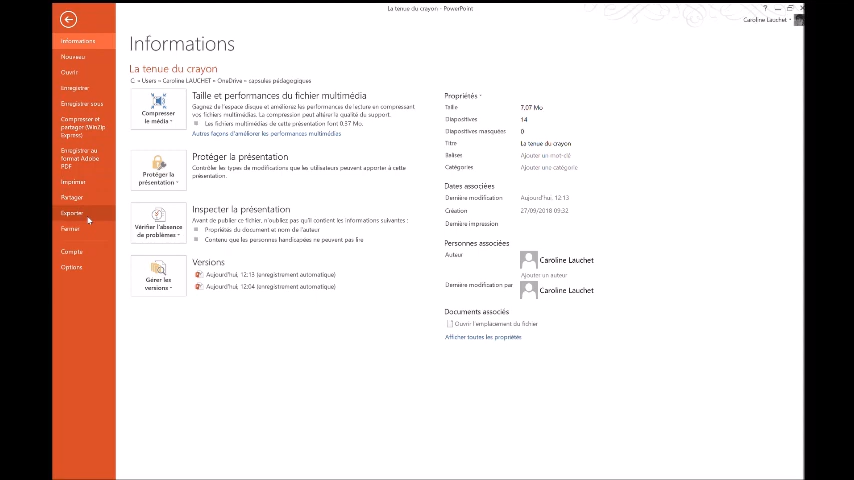 La tenue du crayon - PowerPoint
?
Caroline Lauchet
Informations
Nouveau
Ouvrir
Enregistrer
Enregistrer sous
Compresser et
partager (WinZip
Express)
Enregistrer au
format Adobe
PDF
Imprimer
Partager
Exporter
Fermer
Compte
Options
Informations
La tenue du crayon
C: » Users » Caroline LAUCHET » OneDrive » capsules pédagogiques
Compresser
le média
Taille et performances du fichier multimédia
Gagnez de l'espace disque et améliorez les performances de lecture en compressant
vos fichiers multimédias. La compression peut altérer la qualité du support.
Les fichiers multimédias de cette présentation font 0,37 Mo.
Autres façons d'améliorer les performances multimédias
Protéger la
présentation
Protéger la présentation
Contrôler les types de modifications que les utilisateurs peuvent apporter à cette
présentation.
Vérifier l'absence
de problèmes
Inspecter la présentation
Avant de publier ce fichier, n'oubliez pas qu'il contient les informations suivantes :
Propriétés du document et nom de l'auteur
Contenu que les personnes handicapées ne peuvent pas lire
Gérer les
versions
Versions
Aujourd'hui, 12:13 (enregistrement automatique)
Aujourd'hui, 12:04 (enregistrement automatique)
Propriétés
Taille 7,07 Mo
Diapositives 14
Diapositives masquées 0
Titre La tenue du crayon
Balises Ajouter un mot-clé
Catégories Ajouter une catégorie
Dates associées
Dernière modification Aujourd'hui, 12:13
Création 27/09/2018 09:32
Dernière impression
Personnes associées
Auteur Caroline Lauchet
Ajouter un auteur
Dernière modification par Caroline Lauchet
Documents associés
Ouvrir l'emplacement du fichier
Afficher toutes les propriétés